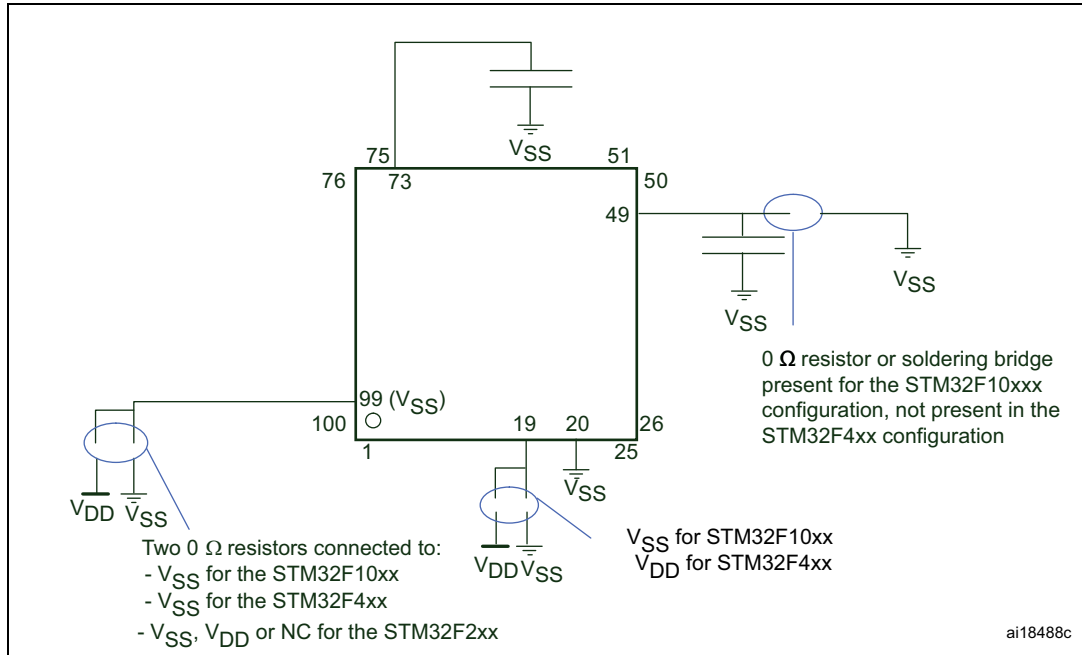 VSS
75
51
76
73
50
49
VSS
VSS
0 Ω resistor or soldering bridge
present for the STM32F10xxx
configuration, not present in the
STM32F4xx configuration
99 (VSS)
100
19
20
26
1
25
VSS
VDD
VSS
VDD
VSS
VSS for STM32F10xx
VDD for STM32F4xx
Two 0 Ω resistors connected to:
- VSS for the STM32F10xx
- VSS for the STM32F4xx
- VSS, VDD or NC for the STM32F2xx
ai18488c